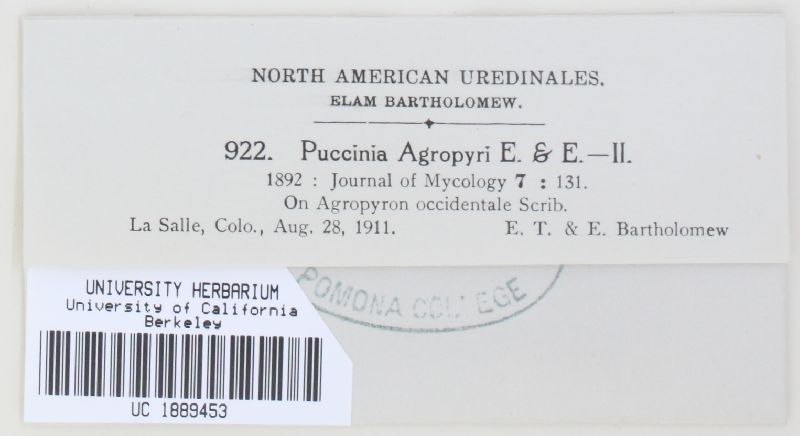 NORTH AMERICAN UREDINALES.
ELAM BARTHOLOMEW.
922. Puccinia Agropyri E. & E.—II.
1892 : Journal of Mycology 7 : 131.
On Agropyron occidentale Scrib.
La Salle, Colo., Aug. 28, 1911. E. T. & E. Bartholomew
POMONA COLLEGE
UNIVERSITY HERBARIUM
University of California
Berkeley
UC 1889453